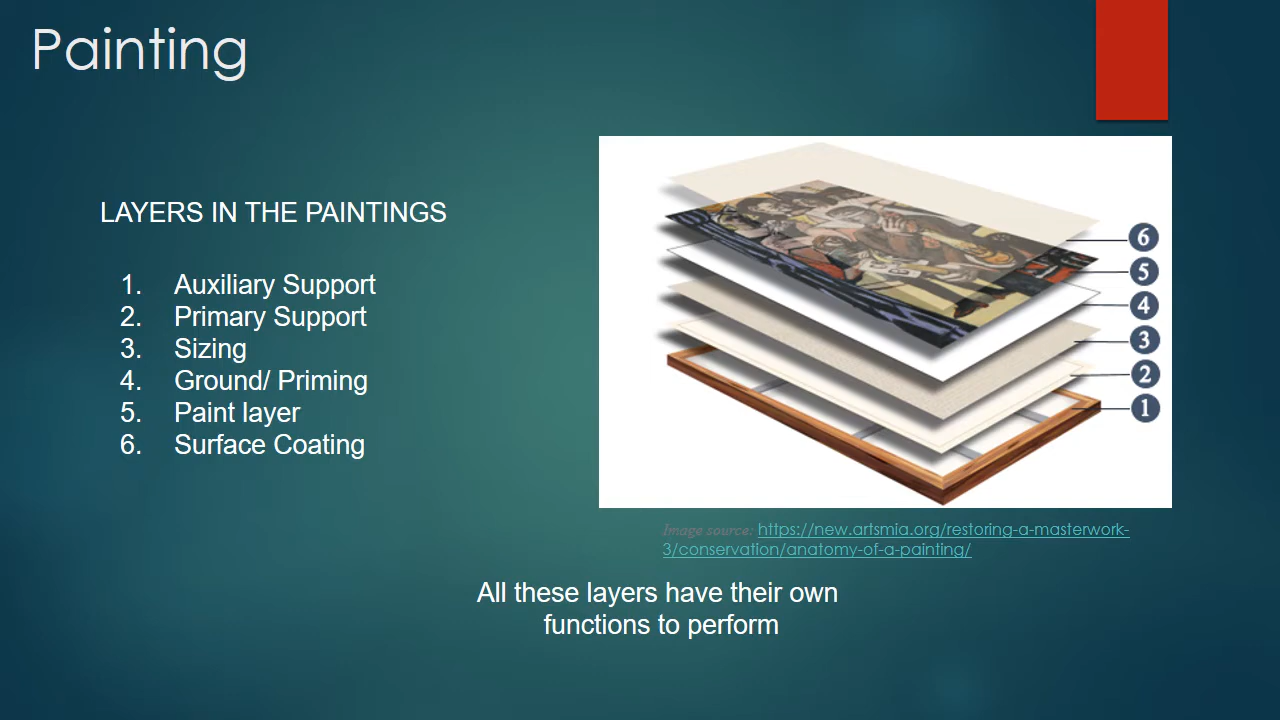 Painting
LAYERS IN THE PAINTINGS
1. Auxiliary Support
2. Primary Support
3. Sizing
4. Ground/ Priming
5. Paint layer
6. Surface Coating
6
5
4
3
2
1
Image source: https://new.artsmia.org/restoring-a-masterwork-
3/conservation/anatomy-of-a-painting/
All these layers have their own
functions to perform